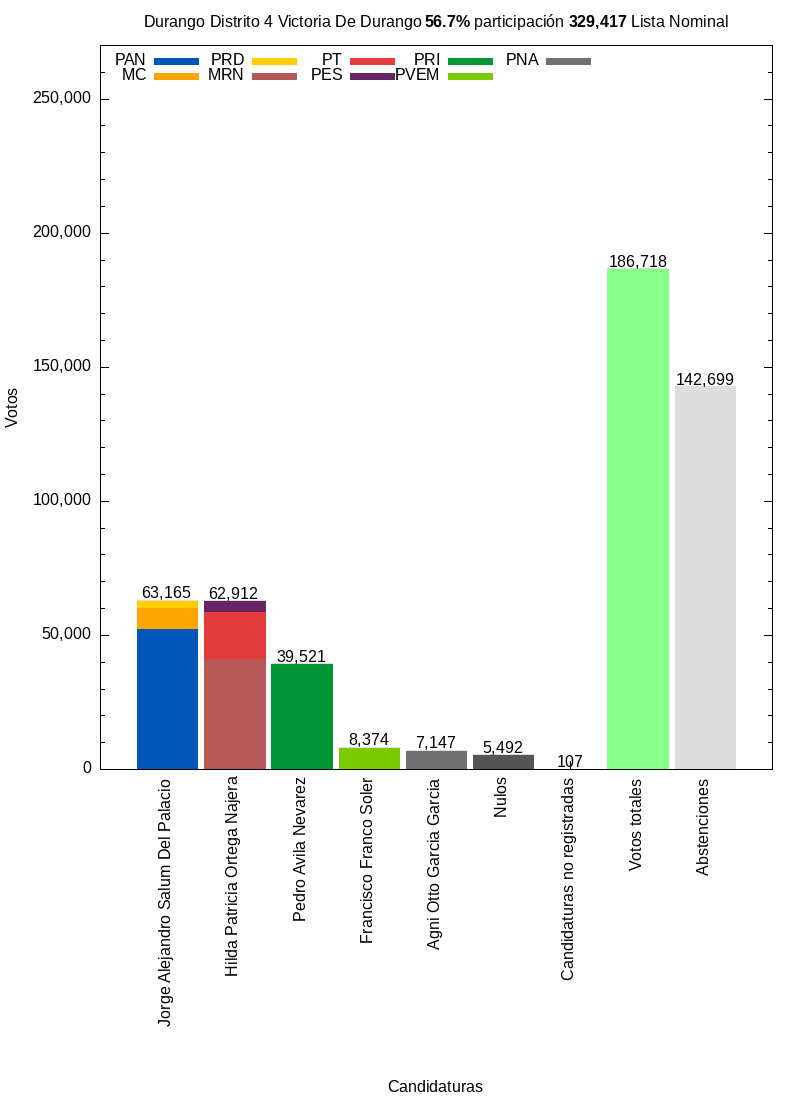 Durango Distrito 4 Victoria De Durango 56.7% participación 329,417 Lista Nominal
PAN PRD PT PRI PNA
MC MRN PES PVEM
250,000
200,000
150,000
100,000
50,000
0
Votos
63,165
62,912
39,521
8,374
7,147
5,492
107
186,718
142,699
Jorge Alejandro Salum Del Palacio
Hilda Patricia Ortega Najera
Pedro Avila Nevarez
Francisco Franco Soler
Agni Otto Garcia Garcia
Nulos
Candidaturas no registradas
Votos totales
Abstenciones
Candidaturas